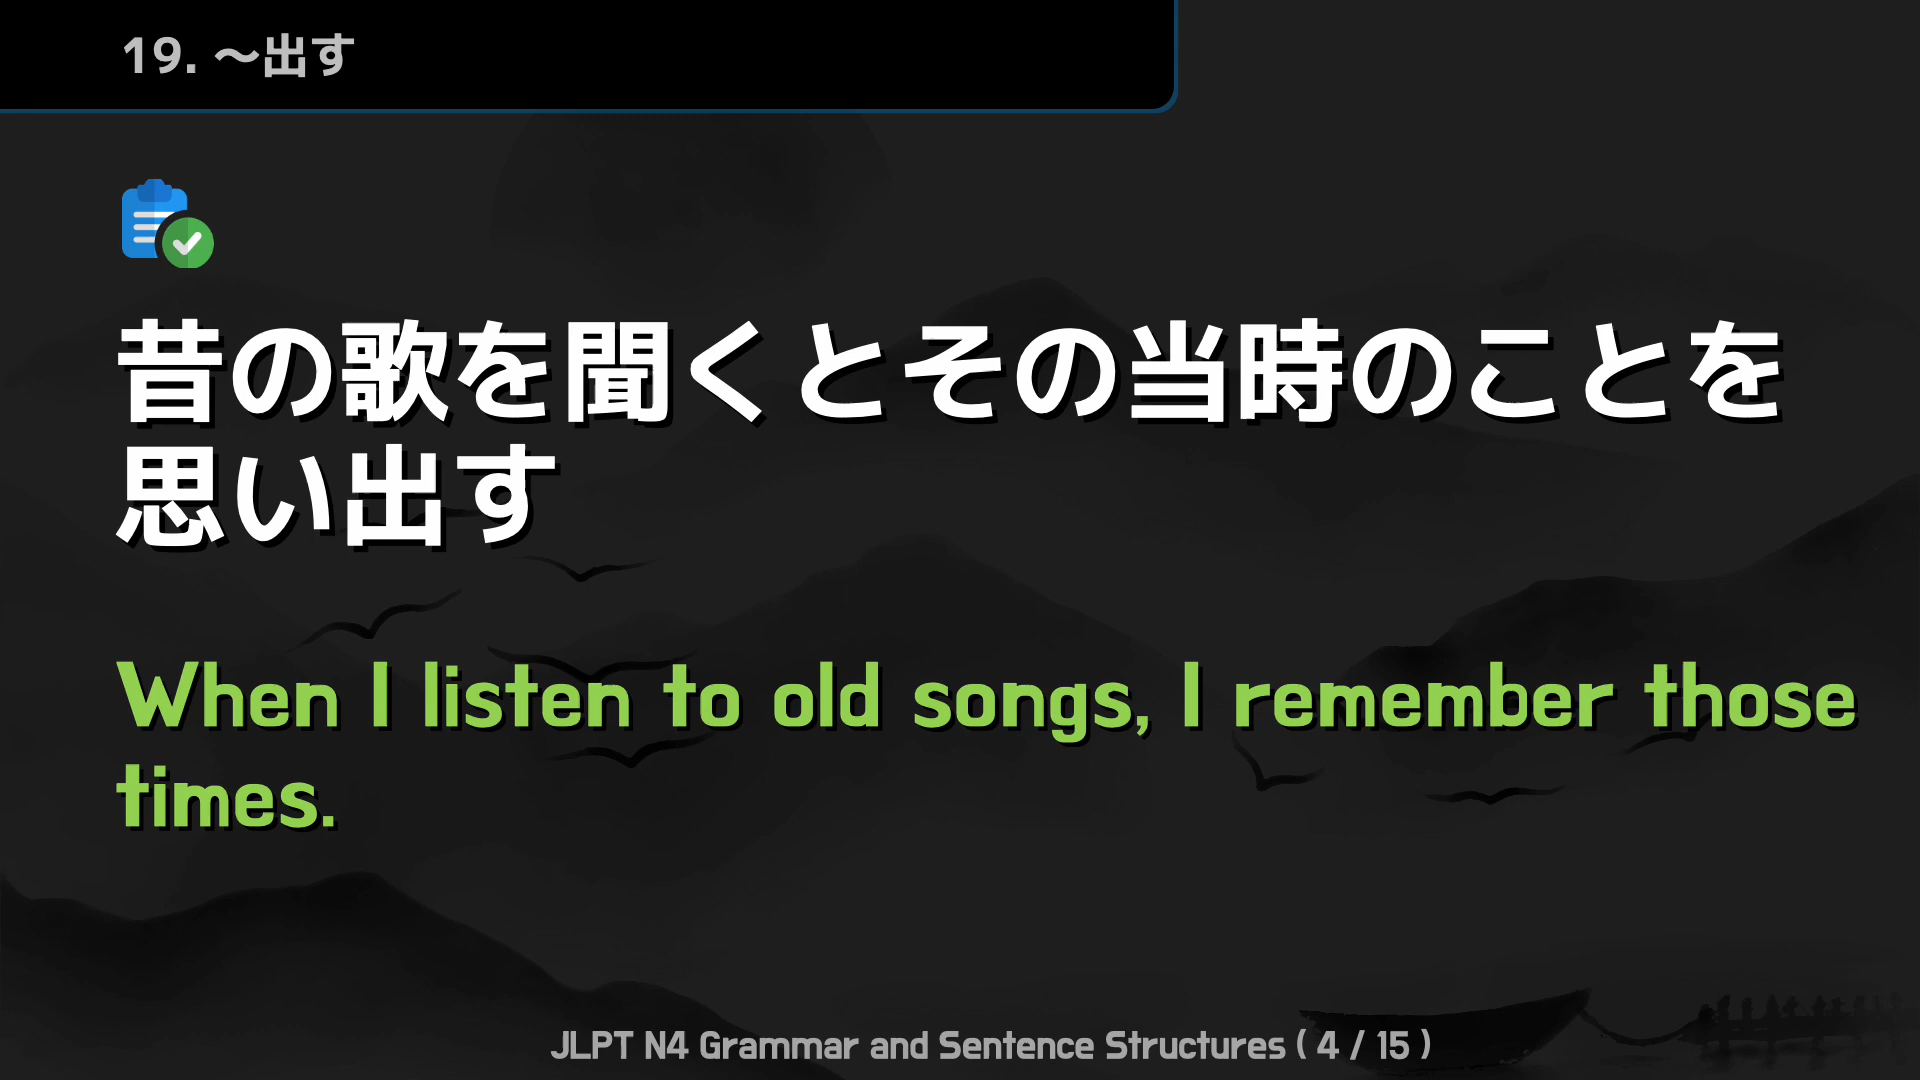 19. ～出す
昔の歌を聞くとその当時のことを
思い出す
When I listen to old songs, I remember those
times.
JLPT N4 Grammar and Sentence Structures ( 4 / 15 )